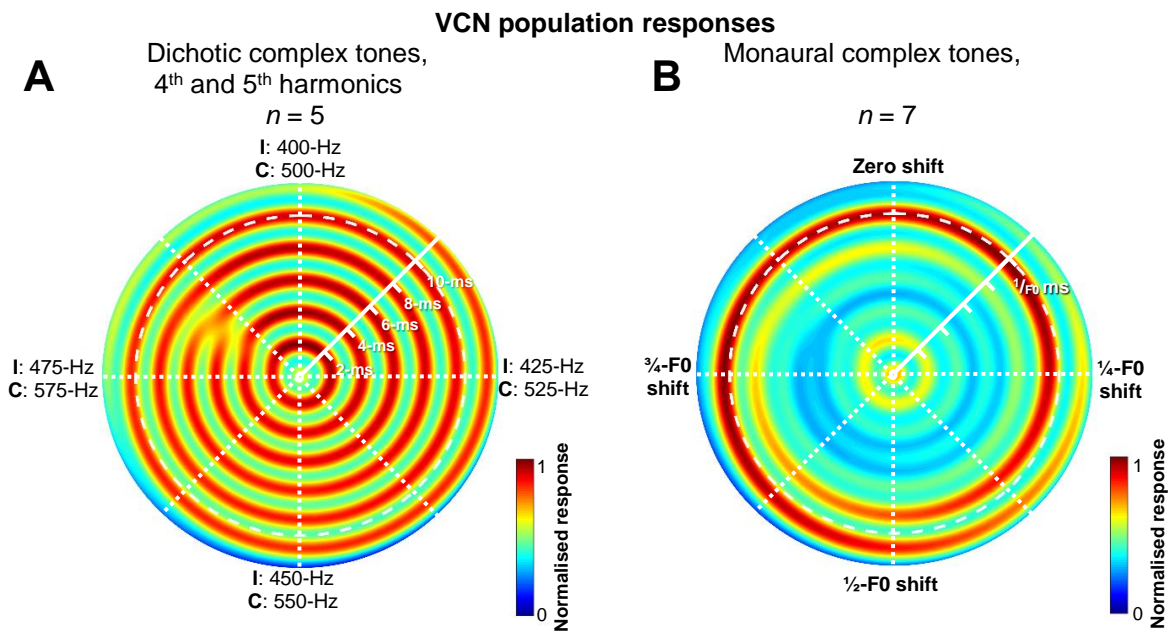 VCN population responses
A
Dichotic complex tones,
4th and 5th harmonics
n = 5
I: 400-Hz
C: 500-Hz
10-ms
8-ms
6-ms
4-ms
2-ms
I: 475-Hz
C: 575-Hz
I: 425-Hz
C: 525-Hz
I: 450-Hz
C: 550-Hz
1
0
Normalised response
B
Monaural complex tones,
n = 7
Zero shift
1/F0 ms
¾-F0
shift
¼-F0
shift
½-F0 shift
1
0
Normalised response